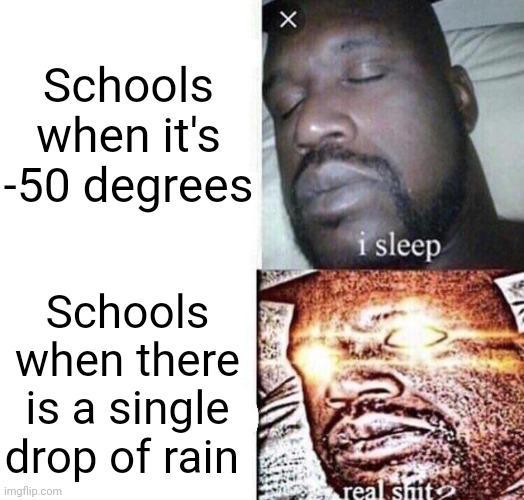 Schools
when it's
-50 degrees
i sleep
Schools
when there
is a single
drop of rain
real shit?
imgflip.com